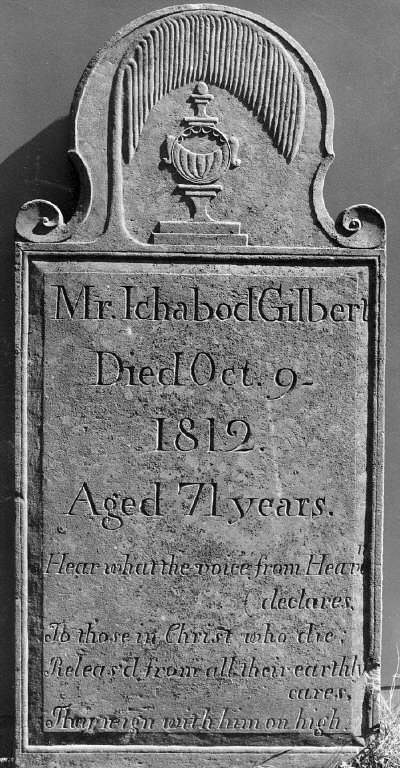 Mr. Ichabod Gilbert
Died Oct. 9-
1812.
Aged 71 years.
Hear what the voice from Heav'n
(declares,
To those in Christ who die;
Releas'd from all their earthly
cares,
They reign with him on high.